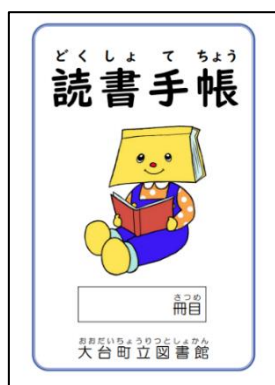 どくしょてちょう
読書手帳
さつめ
冊目
おおだいちょうりつとしょかん
大台町立図書館